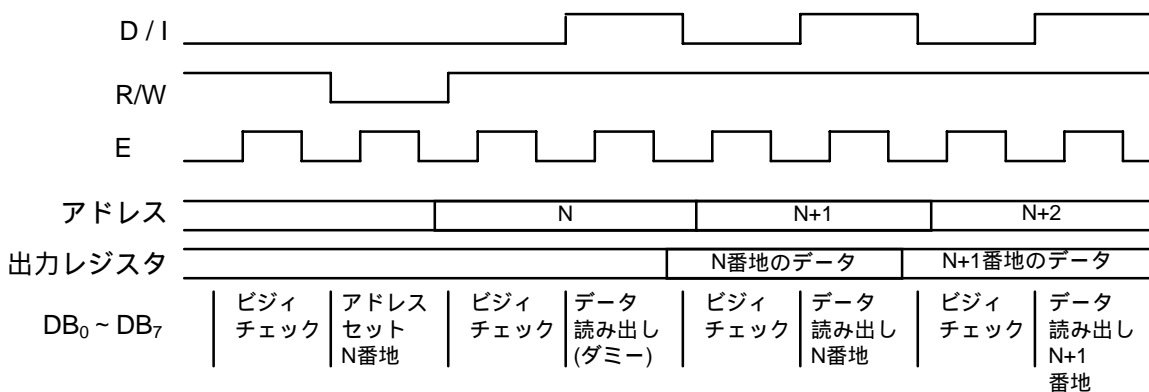 D / I
R/W
E
アドレス N N+1 N+2
出力レジスタ N番地のデータ N+1番地のデータ
DB0 ~ DB7
ビジィ
チェック
アドレス
セット
N番地
ビジィ
チェック
データ
読み出し
(ダミー)
ビジィ
チェック
データ
読み出し
N番地
ビジィ
チェック
データ
読み出し
N+1
番地